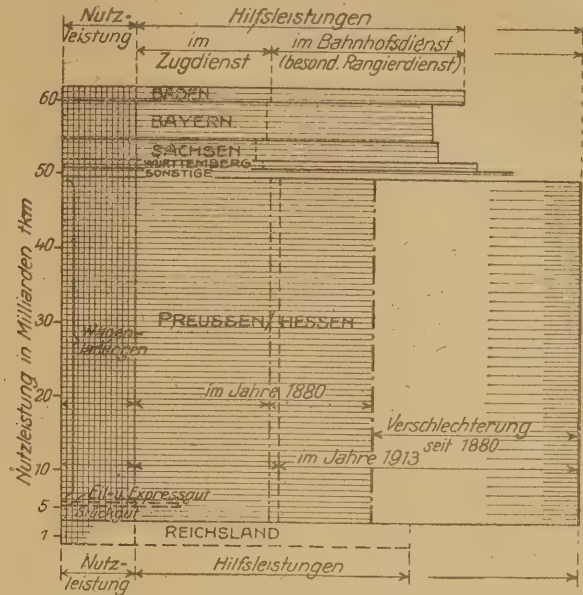 Nutz-
leistung
Hilfsleistungen
im
Zugdienst
im Bahnhofsdienst
(besond. Rangierdienst)
Nutzleistung in Milliarden tkm
60
50
40
30
20
10
5
1
BADEN
BAYERN
SACHSEN
WÜRTTEMBERG
SONSTIGE
PREUSSEN/HESSEN
Wagen-
ladungen
im Jahre 1880
Verschlechterung
seit 1880
im Jahre 1913
Eil- u. Expressgut
Stückgut
REICHSLAND
Nutz-
leistung
Hilfsleistungen